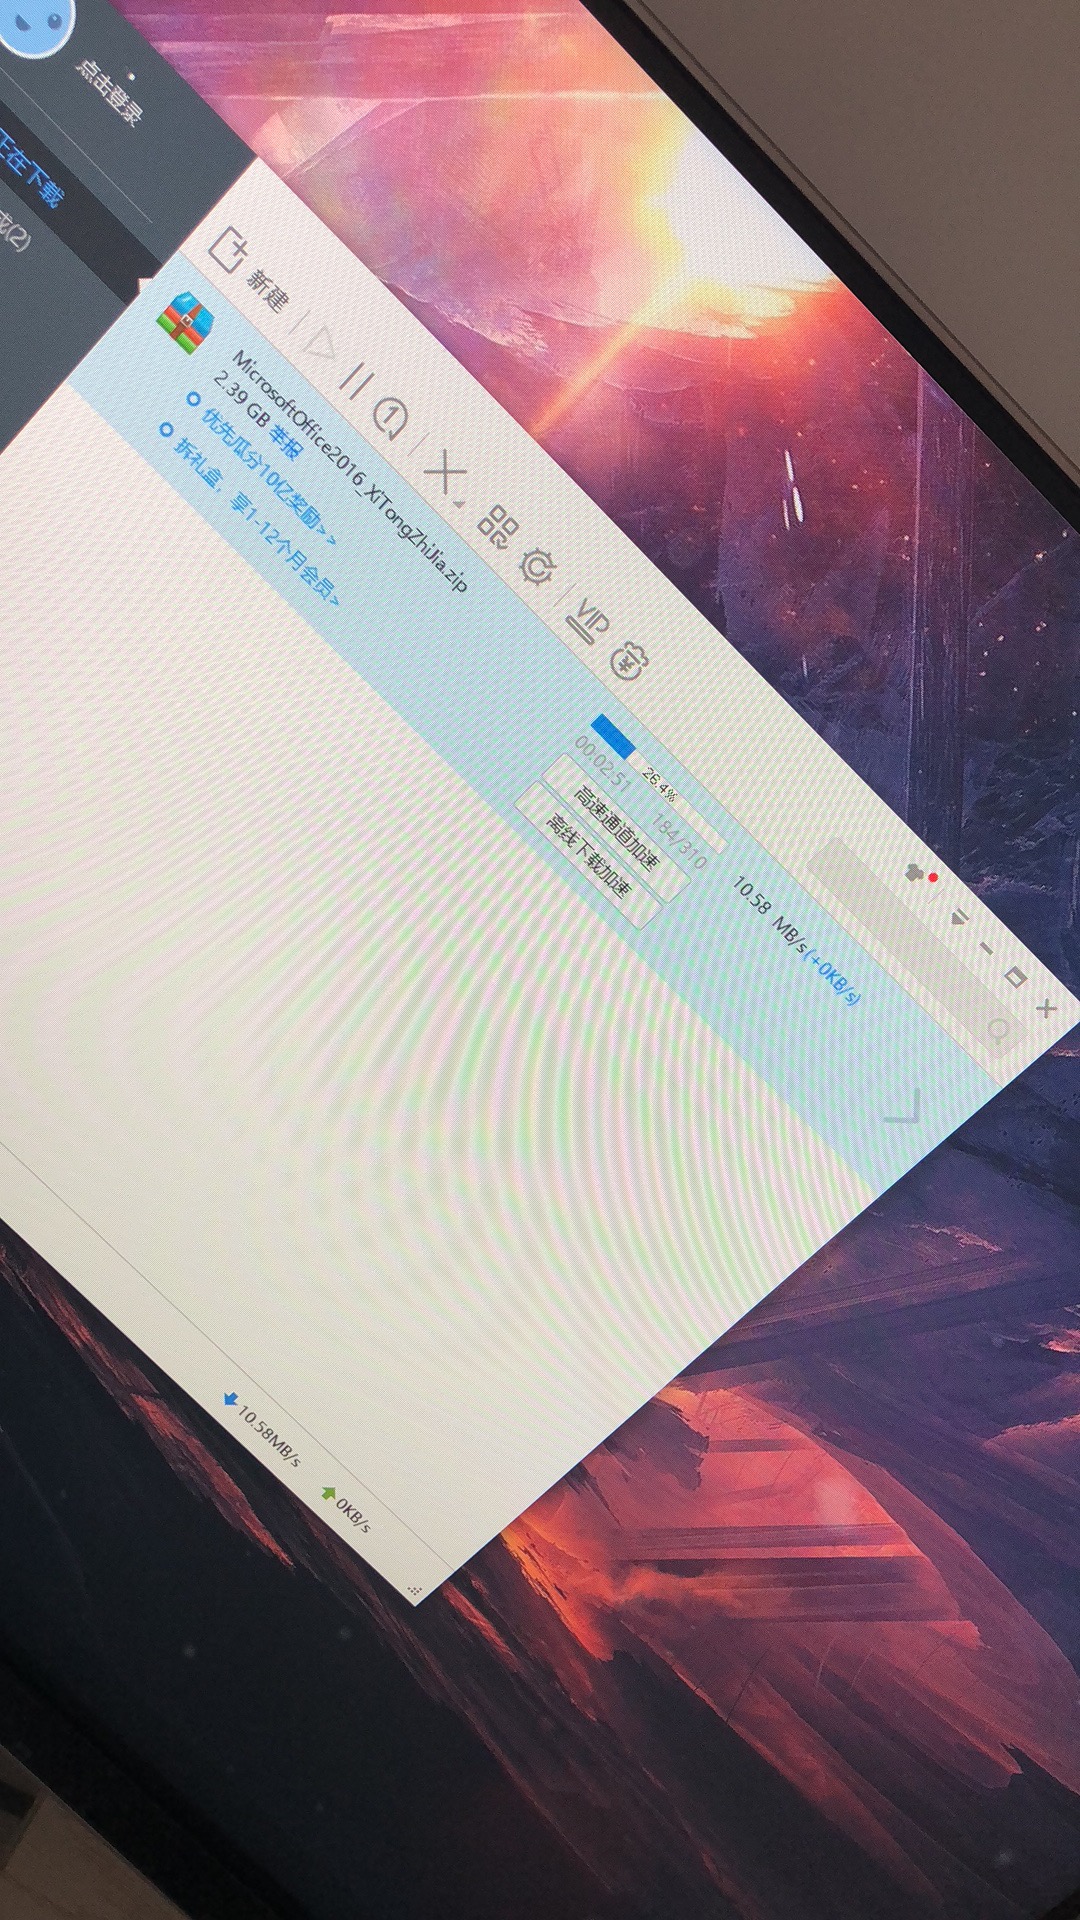 点击登录
正在下载
成(2)
新建
VIP
MicrosoftOffice2016_XiTongZhiJia.zip
2.39 GB 举报
优先瓜分10亿奖励>>
拆礼盒，享1-12个月会员>
26.4%
00:02:51 184/310
高速通道加速
离线下载加速
10.58 MB/s(+0KB/s)
10.58MB/s
0KB/s